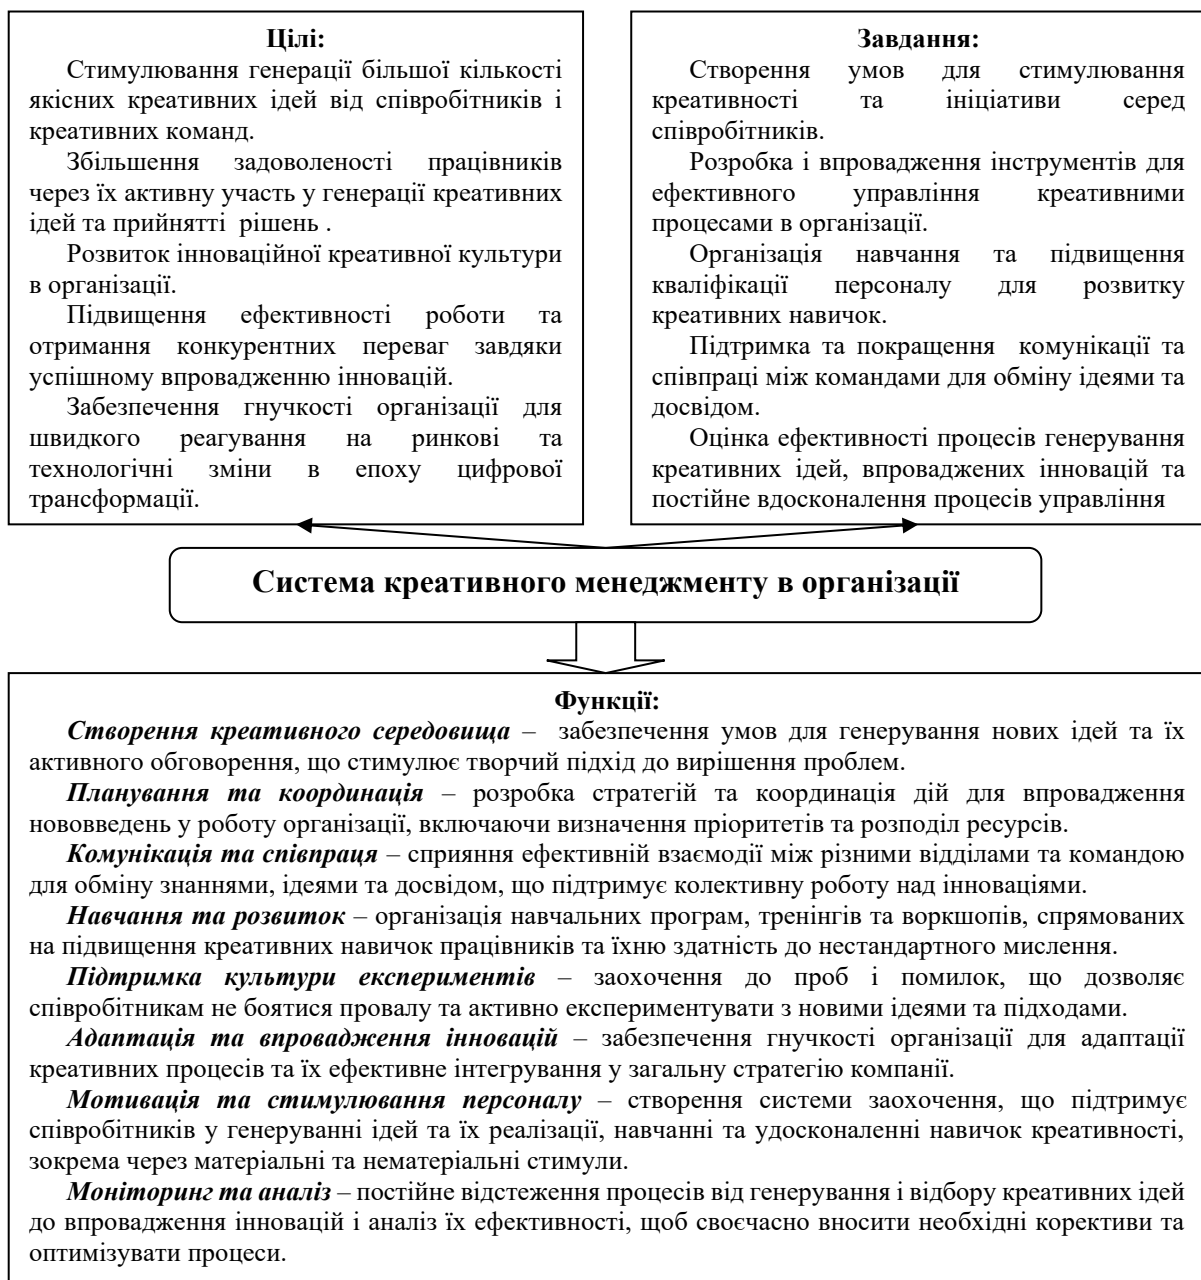 Цілі:
Стимулювання генерації більшої кількості
якісних креативних ідей від співробітників і
креативних команд.
Збільшення задоволеності працівників
через їх активну участь у генерації креативних
ідей та прийнятті рішень .
Розвиток інноваційної креативної культури
в організації.
Підвищення ефективності роботи та
отримання конкурентних переваг завдяки
успішному впровадженню інновацій.
Забезпечення гнучкості організації для
швидкого реагування на ринкові та
технологічні зміни в епоху цифрової
трансформації.
Завдання:
Створення умов для стимулювання
креативності та ініціативи серед
співробітників.
Розробка і впровадження інструментів для
ефективного управління креативними
процесами в організації.
Організація навчання та підвищення
кваліфікації персоналу для розвитку
креативних навичок.
Підтримка та покращення комунікації та
співпраці між командами для обміну ідеями та
досвідом.
Оцінка ефективності процесів генерування
креативних ідей, впроваджених інновацій та
постійне вдосконалення процесів управління
Система креативного менеджменту в організації
Функції:
Створення креативного середовища – забезпечення умов для генерування нових ідей та їх
активного обговорення, що стимулює творчий підхід до вирішення проблем.
Планування та координація – розробка стратегій та координація дій для впровадження
нововведень у роботу організації, включаючи визначення пріоритетів та розподіл ресурсів.
Комунікація та співпраця – сприяння ефективній взаємодії між різними відділами та командою
для обміну знаннями, ідеями та досвідом, що підтримує колективну роботу над інноваціями.
Навчання та розвиток – організація навчальних програм, тренінгів та воркшопів, спрямованих
на підвищення креативних навичок працівників та їхню здатність до нестандартного мислення.
Підтримка культури експериментів – заохочення до проб і помилок, що дозволяє
співробітникам не боятися провалу та активно експериментувати з новими ідеями та підходами.
Адаптація та впровадження інновацій – забезпечення гнучкості організації для адаптації
креативних процесів та їх ефективне інтегрування у загальну стратегію компанії.
Мотивація та стимулювання персоналу – створення системи заохочення, що підтримує
співробітників у генеруванні ідей та їх реалізації, навчанні та удосконаленні навичок креативності,
зокрема через матеріальні та нематеріальні стимули.
Моніторинг та аналіз – постійне відстеження процесів від генерування і відбору креативних ідей
до впровадження інновацій і аналіз їх ефективності, щоб своєчасно вносити необхідні корективи та
оптимізувати процеси.